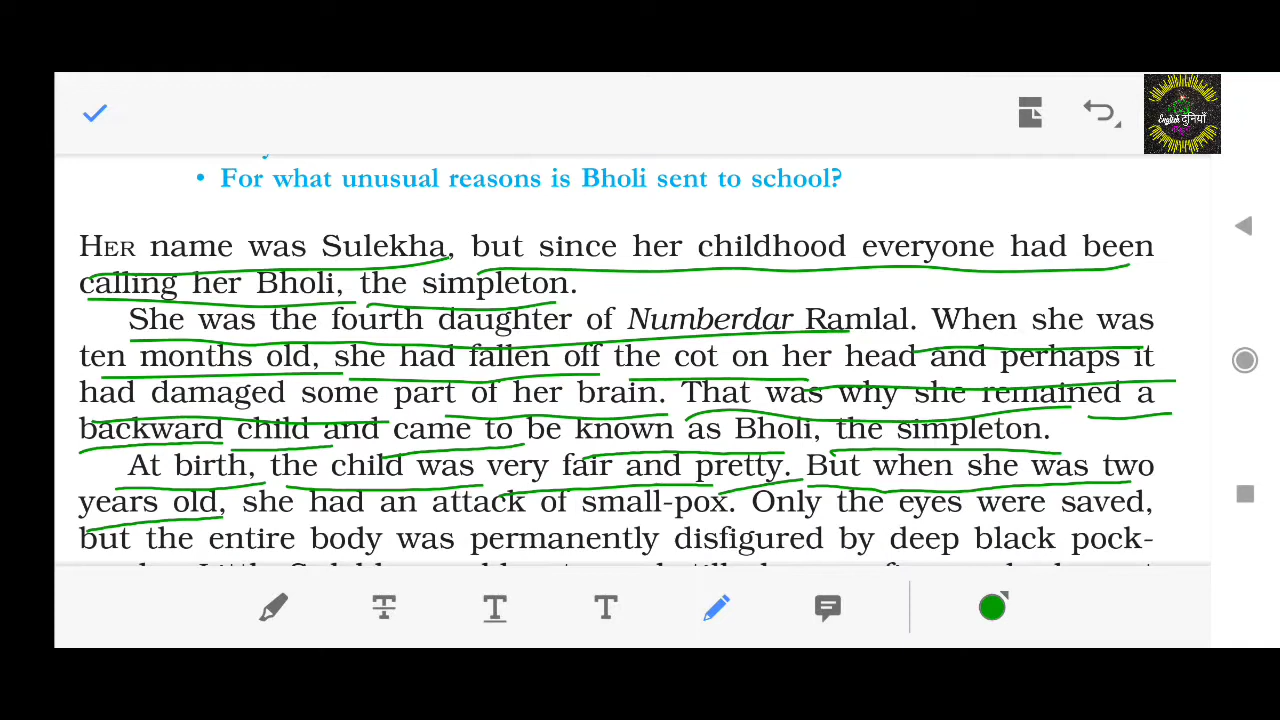 English दुनियाँ
• For what unusual reasons is Bholi sent to school?
HER name was Sulekha, but since her childhood everyone had been
calling her Bholi, the simpleton.
She was the fourth daughter of Numberdar Ramlal. When she was
ten months old, she had fallen off the cot on her head and perhaps it
had damaged some part of her brain. That was why she remained a
backward child and came to be known as Bholi, the simpleton.
At birth, the child was very fair and pretty. But when she was two
years old, she had an attack of small-pox. Only the eyes were saved,
but the entire body was permanently disfigured by deep black pock-